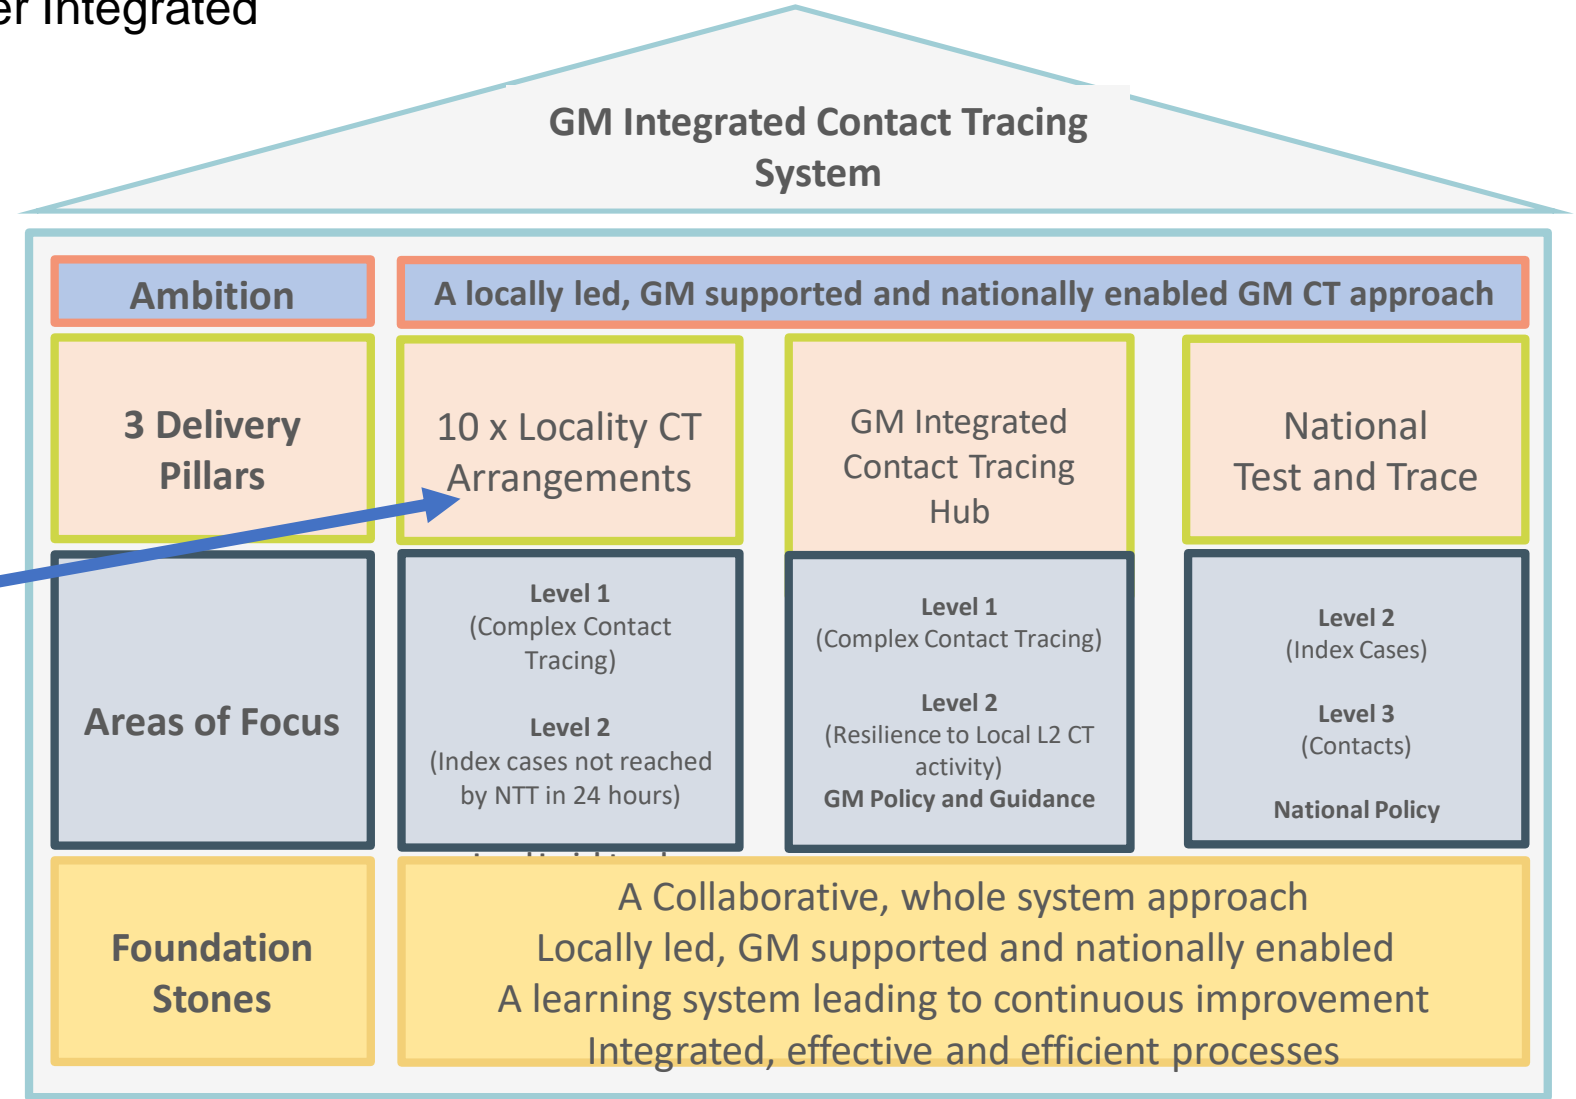 er Integrated
GM Integrated Contact Tracing
System
Ambition
A locally led, GM supported and nationally enabled GM CT approach
3 Delivery
Pillars
10 x Locality CT
Arrangements
GM Integrated
Contact Tracing
Hub
National
Test and Trace
Areas of Focus
Level 1
(Complex Contact
Tracing)
Level 2
(Index cases not reached
by NTT in 24 hours)
Level 1
(Complex Contact Tracing)
Level 2
(Resilience to Local L2 CT
activity)
GM Policy and Guidance
Level 2
(Index Cases)
Level 3
(Contacts)
National Policy
Foundation
Stones
A Collaborative, whole system approach
Locally led, GM supported and nationally enabled
A learning system leading to continuous improvement
Integrated, effective and efficient processes